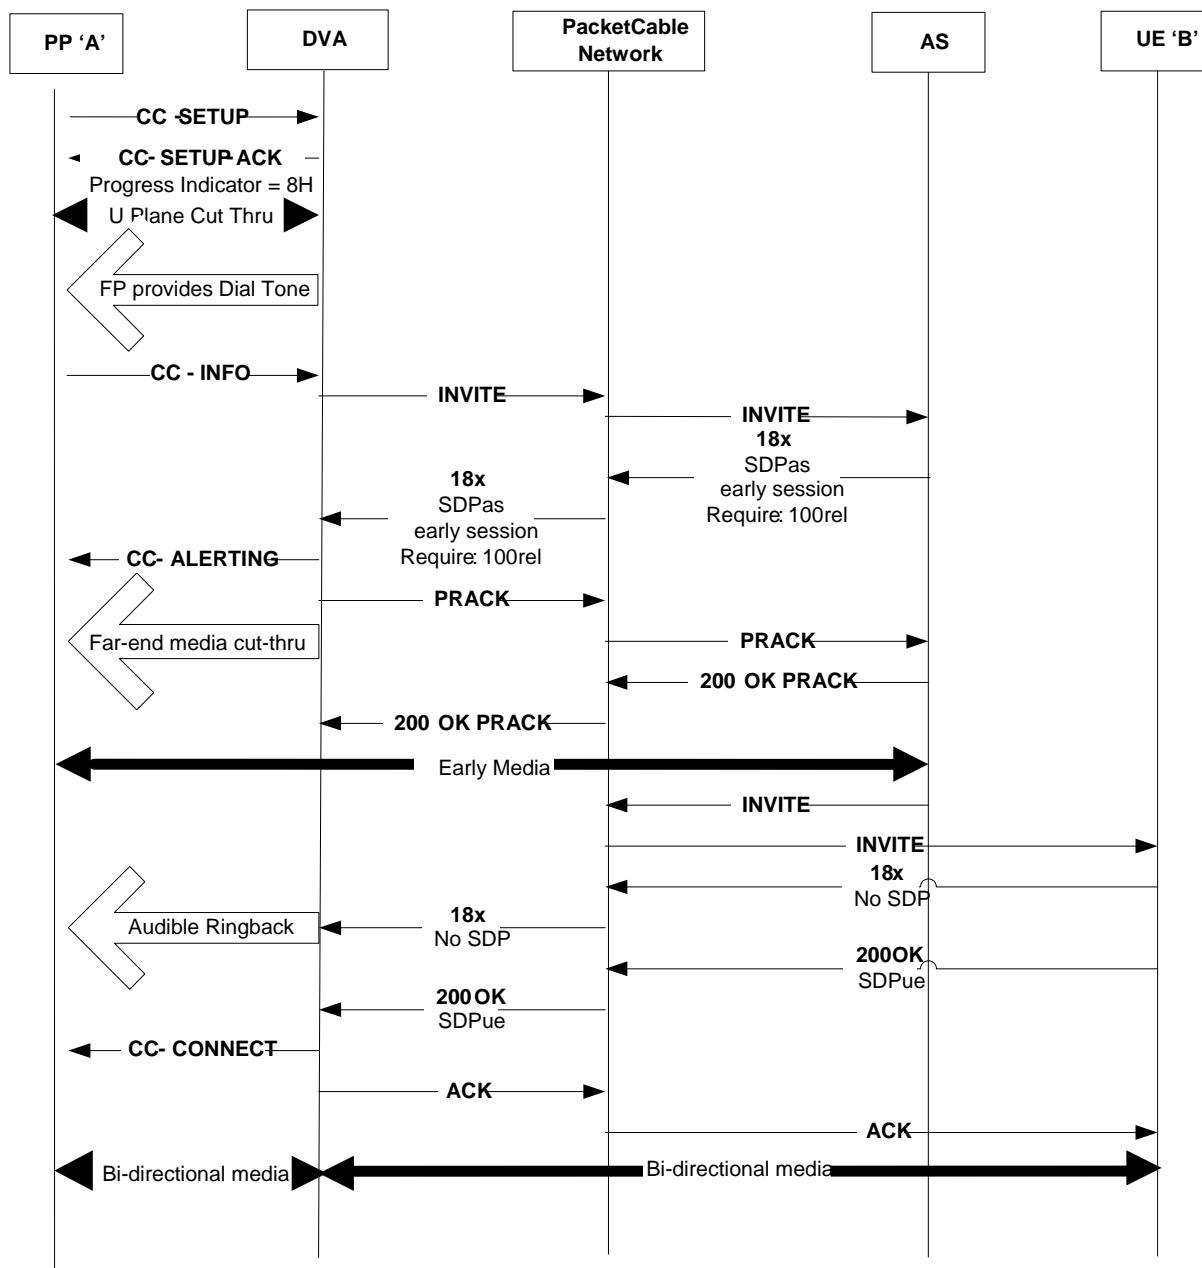 PP ‘A’
DVA
PacketCable
Network
AS
UE ‘B’
CC -SETUP
CC- SETUP-ACK
Progress Indicator = 8H
U Plane Cut Thru
FP provides Dial Tone
CC - INFO
INVITE
INVITE
18x
SDPas
early session
Require: 100rel
18x
SDPas
early session
Require: 100rel
CC- ALERTING
PRACK
Far-end media cut-thru
PRACK
200 OK PRACK
200 OK PRACK
Early Media
INVITE
INVITE
18x
No SDP
Audible Ringback
18x
No SDP
200OK
SDPue
200OK
SDPue
CC- CONNECT
ACK
ACK
Bi-directional media
Bi-directional media